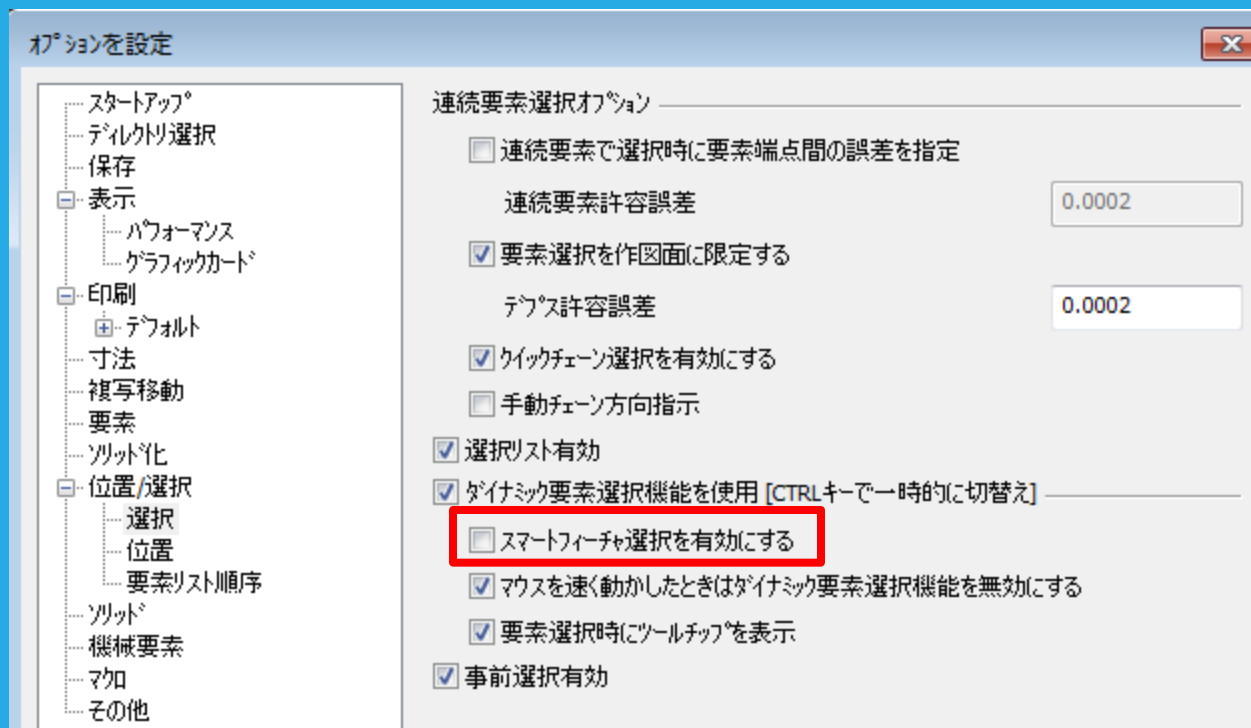 ｵﾌﾟｼｮﾝを設定
ｽﾀｰﾄｱｯﾌﾟ
ﾃﾞｨﾚｸﾄﾘ選択
保存
表示
ﾊﾟﾌｫｰﾏﾝｽ
ｸﾞﾗﾌｨｯｸｶｰﾄﾞ
印刷
ﾃﾞﾌｫﾙﾄ
寸法
複写移動
要素
ｿﾘｯﾄﾞ化
位置/選択
選択
位置
要素ﾘｽﾄ順序
ｿﾘｯﾄﾞ
機械要素
ﾏｸﾛ
その他
連続要素選択ｵﾌﾟｼｮﾝ
連続要素で選択時に要素端点間の誤差を指定
連続要素許容誤差 0.0002
要素選択を作図面に限定する
ﾃﾞﾌﾟｽ許容誤差 0.0002
ｸｲｯｸﾁｪｰﾝ選択を有効にする
手動ﾁｪｰﾝ方向指示
選択ﾘｽﾄ有効
ﾀﾞｲﾅﾐｯｸ要素選択機能を使用 [CTRLｷｰで一時的に切替え]
ｽﾏｰﾄﾌｨｰﾁｬ選択を有効にする
ﾏｳｽを速く動かしたときはﾀﾞｲﾅﾐｯｸ要素選択機能を無効にする
要素選択時にﾂｰﾙﾁｯﾌﾟを表示
事前選択有効